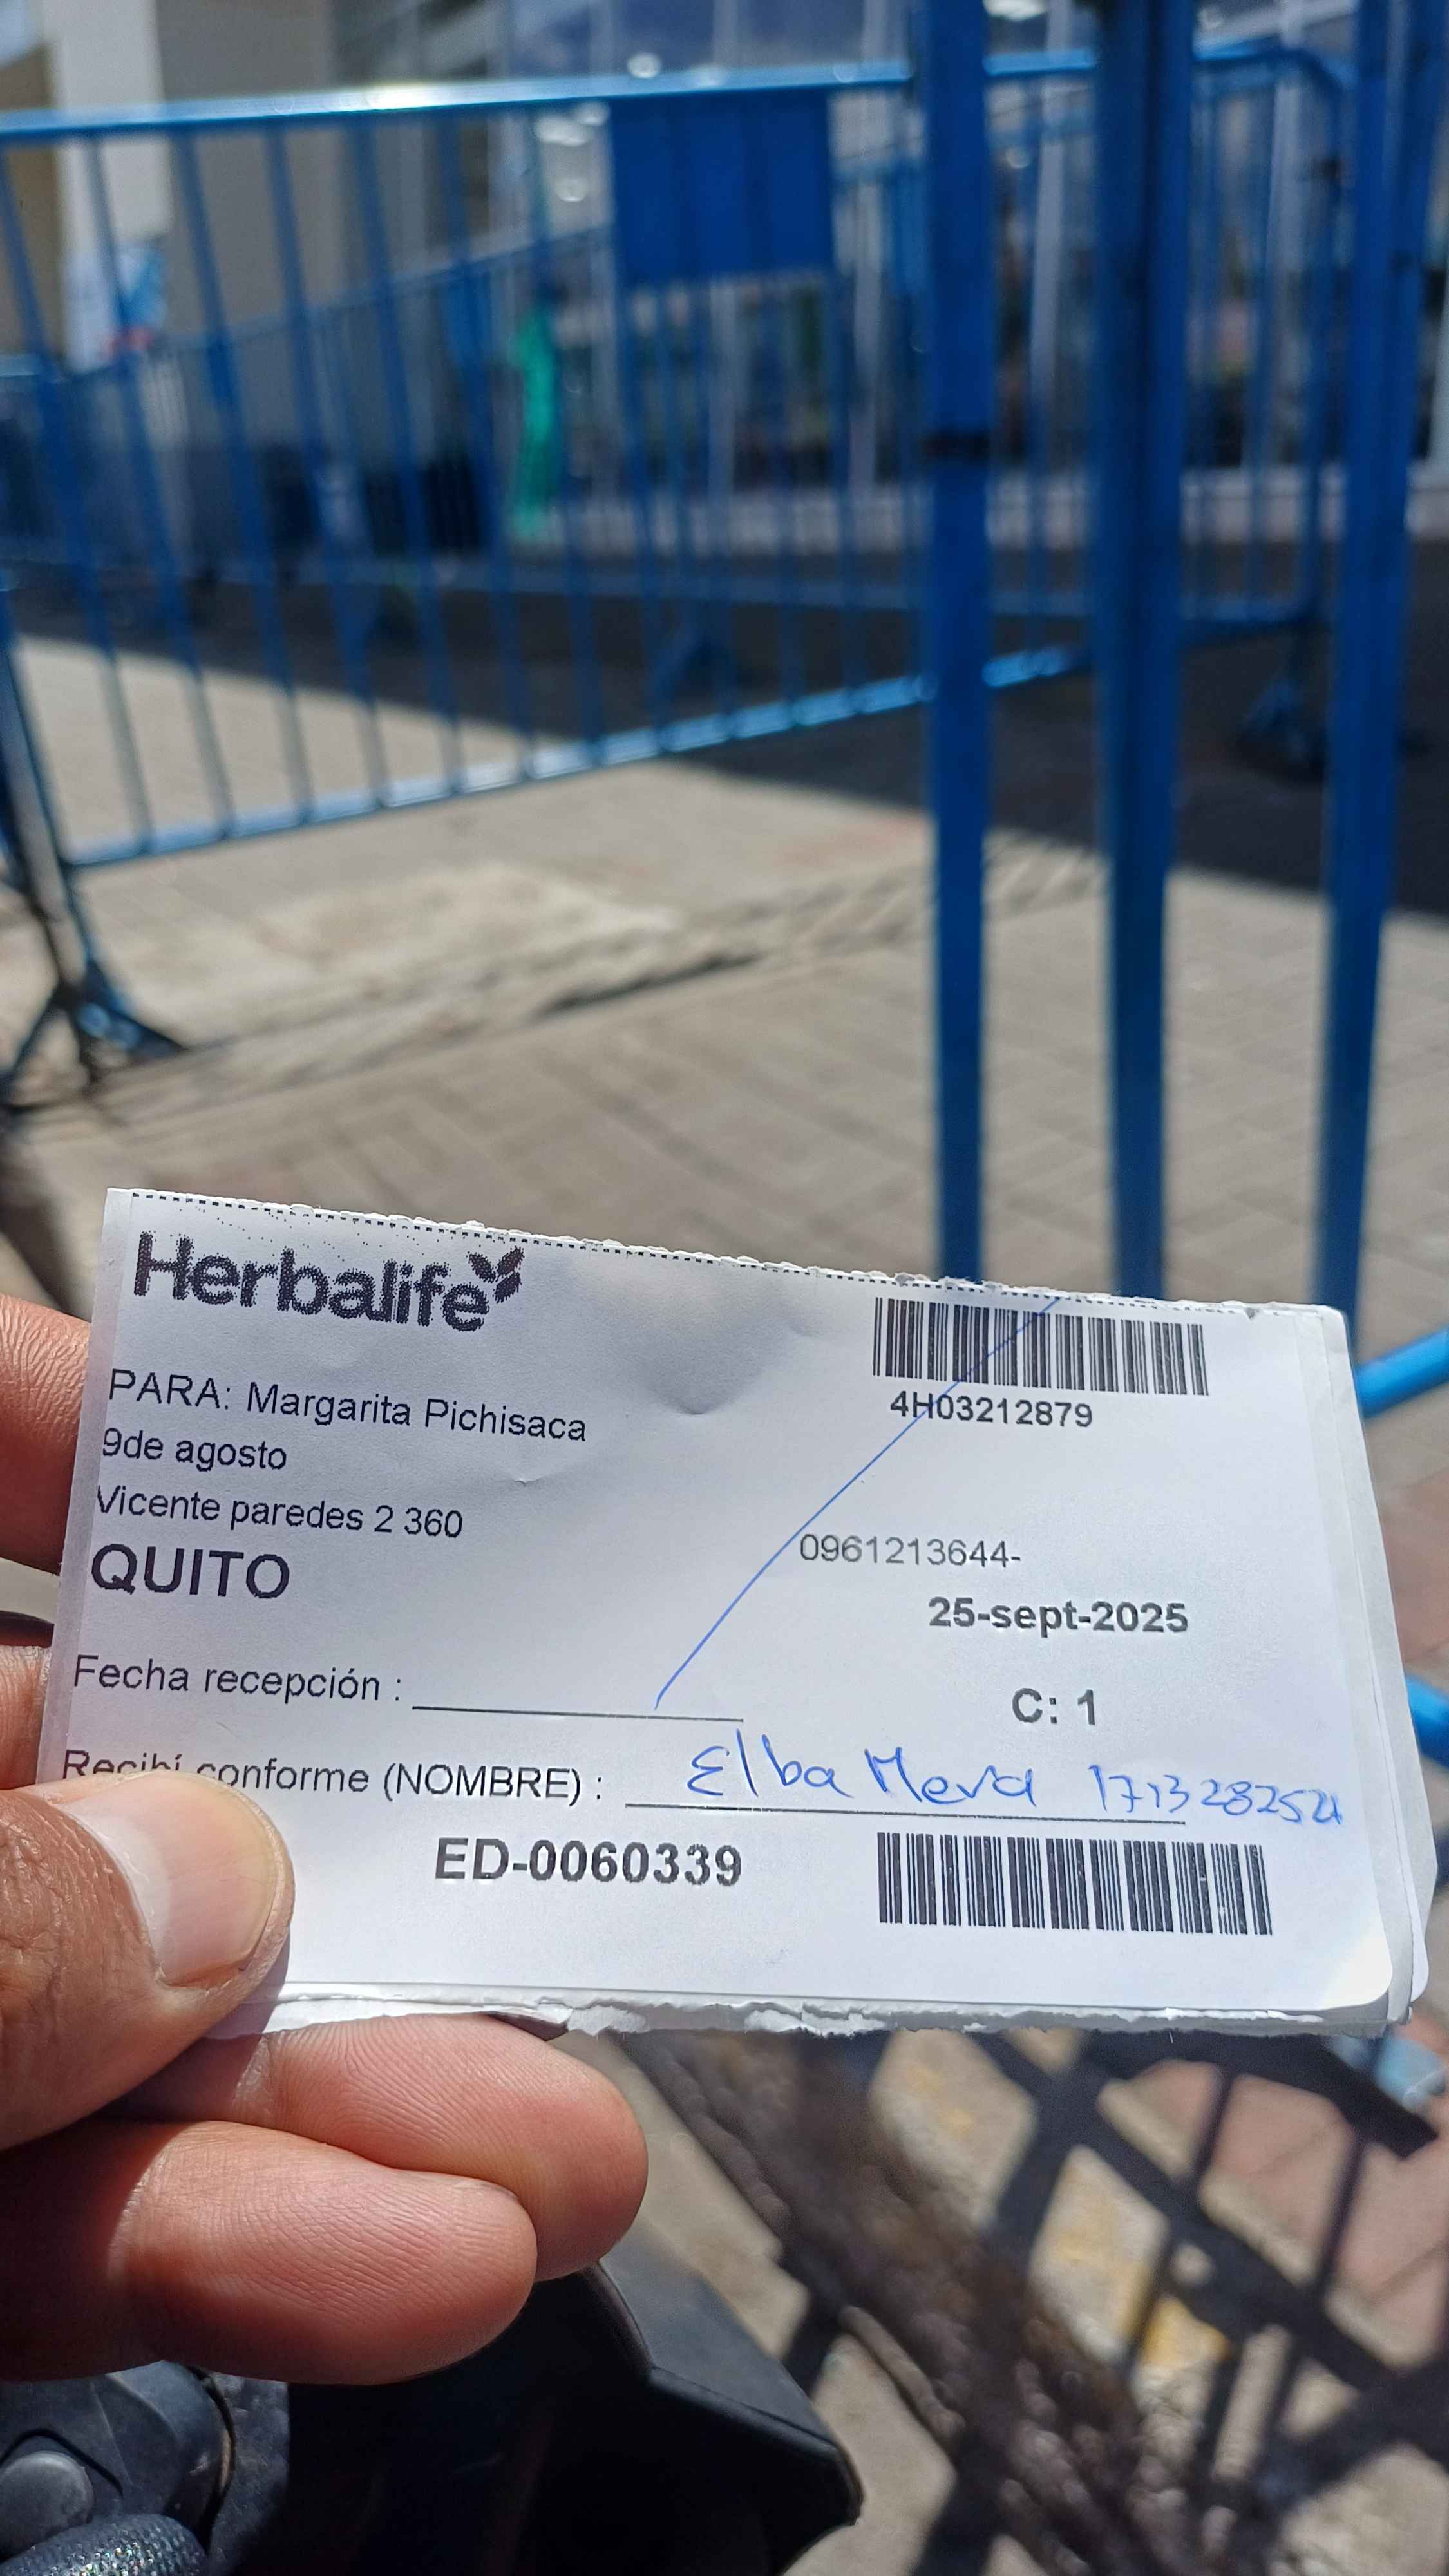 Herbalife
4H03212879
PARA: Margarita Pichisaca
9de agosto
Vicente paredes 2 360
QUITO
0961213644-
25-sept-2025
Fecha recepción :
C: 1
Recibí conforme (NOMBRE) : Elba Mera
ED-0060339